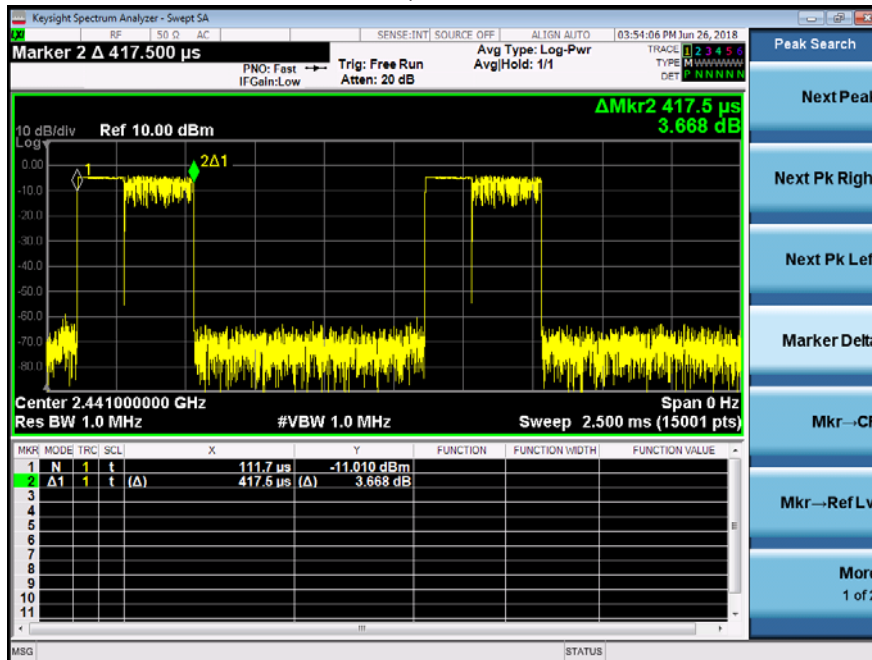 Keysight Spectrum Analyzer - Swept SA
LXI RF 50 Ω AC SENSE:INT SOURCE OFF ALIGN AUTO 03:54:06 PM Jun 26, 2018
Marker 2 Δ 417.500 µs
PNO: Fast Trig: Free Run Avg Type: Log-Pwr TRACE 1 2 3 4 5 6
IFGain:Low Atten: 20 dB Avg|Hold: 1/1 TYPE M W W W W W
DET P N N N N N
Peak Search
Next Peal
Next Pk Righ
Next Pk Lef
Marker Delta
Mkr→CF
Mkr→Ref Lv
More
1 of 2
ΔMkr2 417.5 µs
3.668 dB
10 dB/div Ref 10.00 dBm
Log
0.00
-10.0
-20.0
-30.0
-40.0
-50.0
-60.0
-70.0
-80.0
1
2Δ1
Center 2.441000000 GHz Span 0 Hz
Res BW 1.0 MHz #VBW 1.0 MHz Sweep 2.500 ms (15001 pts)
MKR MODE TRC SCL X Y FUNCTION FUNCTION WIDTH FUNCTION VALUE
1 N 1 t 111.7 µs -11.010 dBm
2 Δ1 1 t (Δ) 417.5 µs (Δ) 3.668 dB
3
4
5
6
7
8
9
10
11
MSG STATUS